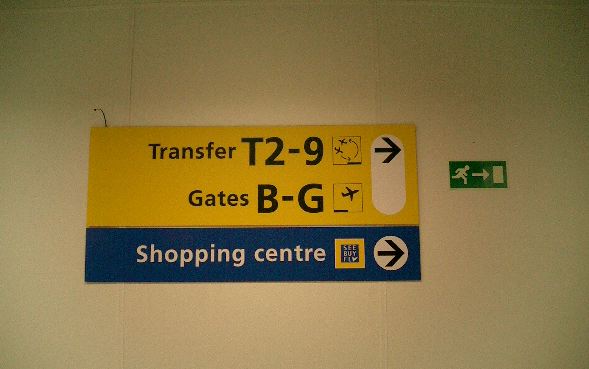 Transfer T2-9
Gates B-G
Shopping centre
SEE
BUY
FLY